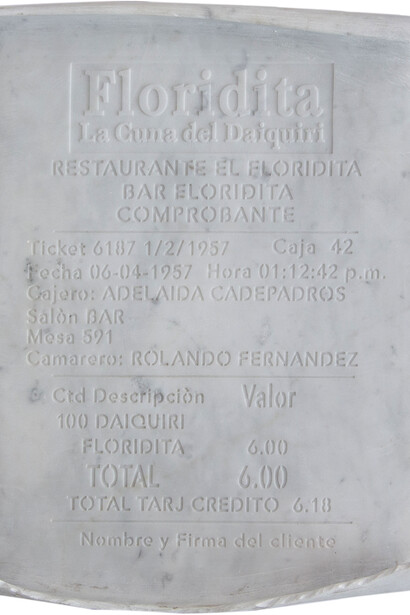 Floridita
La Cuna del Daiquiri
RESTAURANTE EL FLORIDITA
BAR FLORIDITA
COMPROBANTE
Ticket 6187 1/2/1957 Caja 42
Fecha 06-04-1957 Hora 01:12:42 p.m.
Cajero: ADELAIDA CADEPADROS
Salòn BAR
Mesa 591
Camarero: ROLANDO FERNANDEZ
Ctd Descripciòn Valor
100 DAIQUIRI
FLORIDITA 6.00
TOTAL 6.00
TOTAL TARJ CREDITO 6.18
Nombre y Firma del cliente